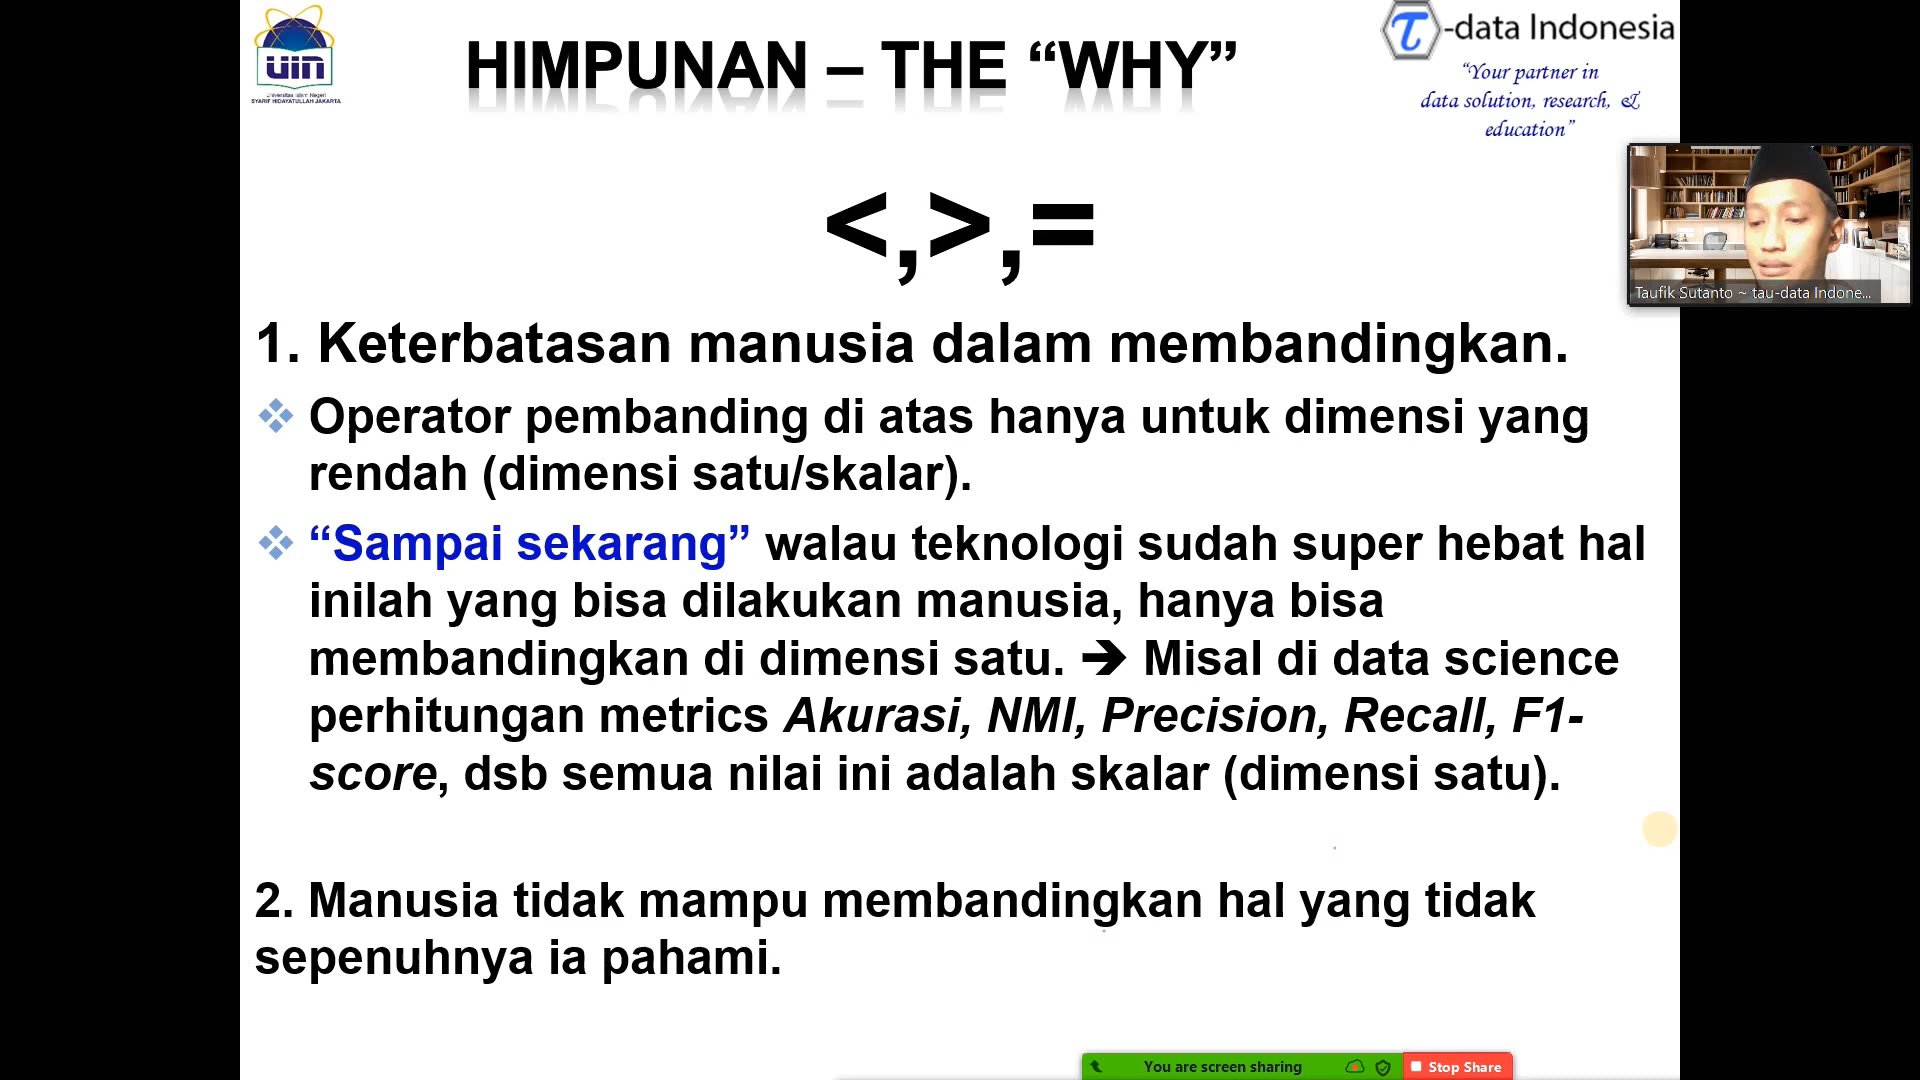 uin
Universitas Islam Negeri
SYARIF HIDAYATULLAH JAKARTA
HIMPUNAN – THE “WHY”
τ-data Indonesia
“Your partner in
data solution, research, &
education”
<,>,=
Taufik Sutanto ~ tau-data Indone...
1. Keterbatasan manusia dalam membandingkan.
❖ Operator pembanding di atas hanya untuk dimensi yang
rendah (dimensi satu/skalar).
❖ “Sampai sekarang” walau teknologi sudah super hebat hal
inilah yang bisa dilakukan manusia, hanya bisa
membandingkan di dimensi satu. ➔ Misal di data science
perhitungan metrics Akurasi, NMI, Precision, Recall, F1-
score, dsb semua nilai ini adalah skalar (dimensi satu).
2. Manusia tidak mampu membandingkan hal yang tidak
sepenuhnya ia pahami.
You are screen sharing
Stop Share